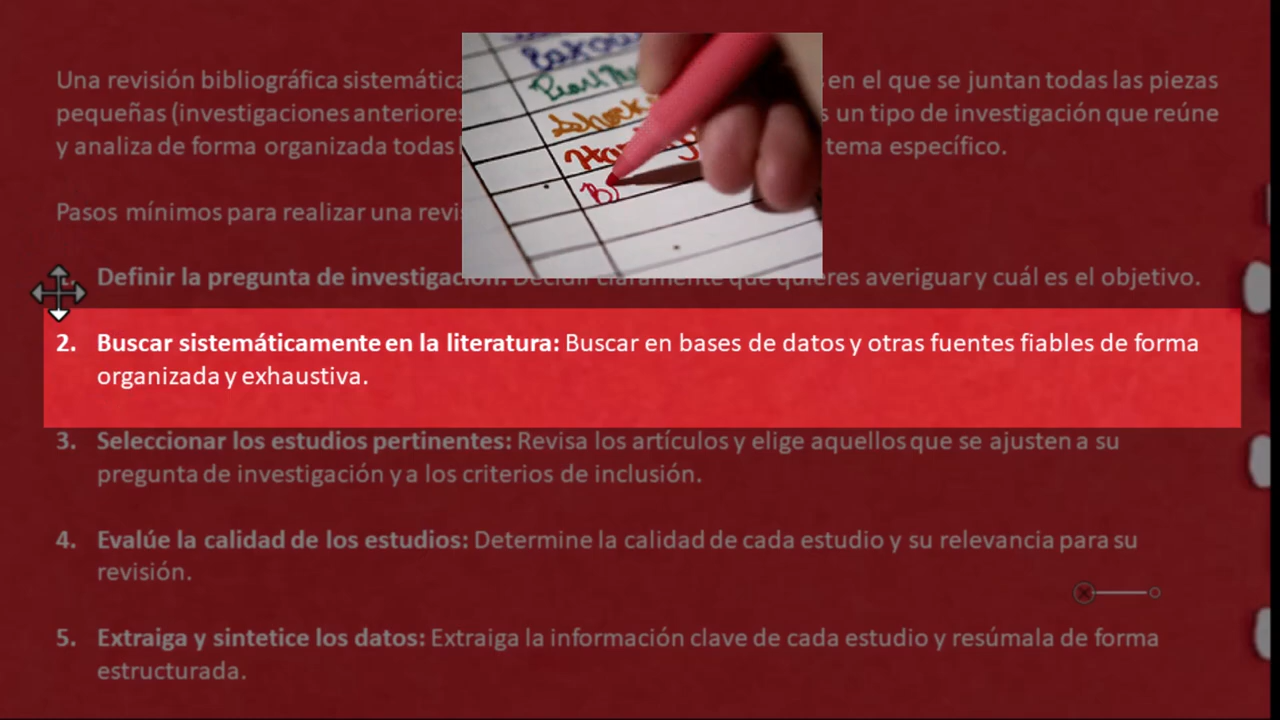 Una revisión bibliográfica sistemática en el que se juntan todas las piezas
pequeñas (investigaciones anteriores un tipo de investigación que reúne
y analiza de forma organizada todas tema específico.
Pasos mínimos para realizar una
Definir la pregunta de investigación: Decidir claramente que quieres averiguar y cuál es el objetivo.
2. Buscar sistemáticamente en la literatura: Buscar en bases de datos y otras fuentes fiables de forma
organizada y exhaustiva.
3. Seleccionar los estudios pertinentes: Revisa los artículos y elige aquellos que se ajusten a su
pregunta de investigación y a los criterios de inclusión.
4. Evalúe la calidad de los estudios: Determine la calidad de cada estudio y su relevancia para su
revisión.
5. Extraiga y sintetice los datos: Extraiga la información clave de cada estudio y resúmala de forma
estructurada.